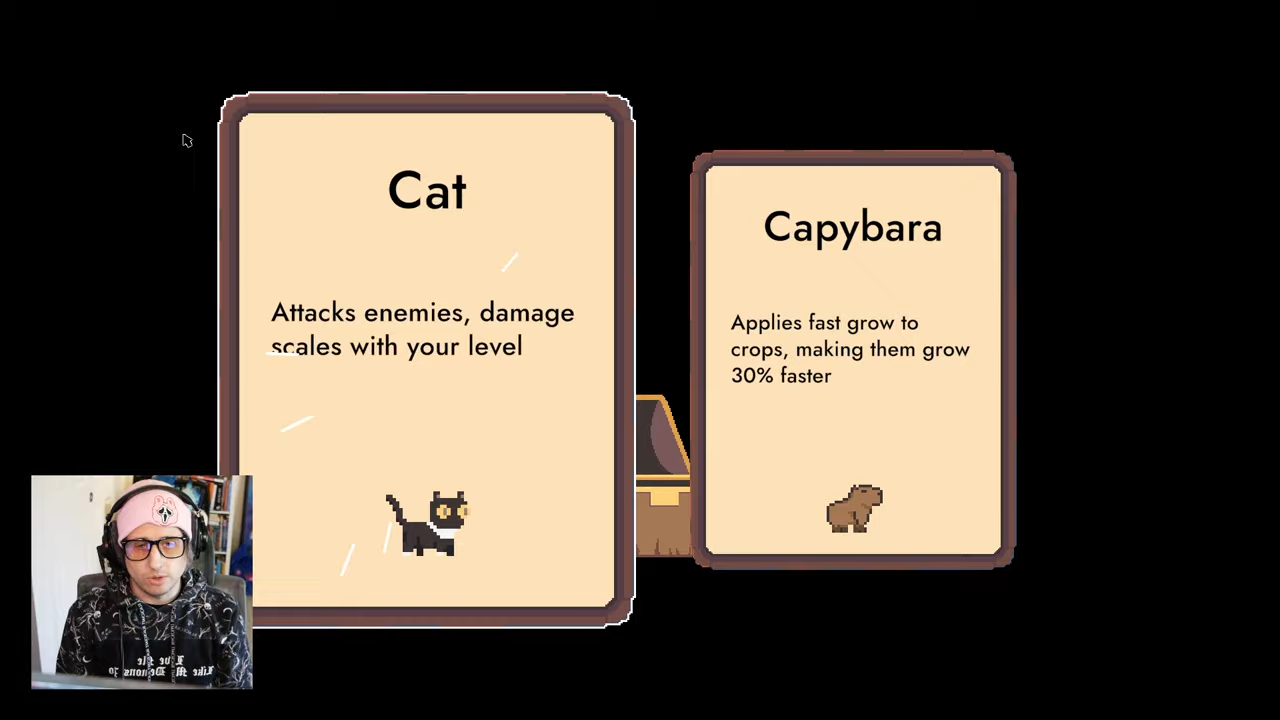 Cat
Attacks enemies, damage
scales with your level
Capybara
Applies fast grow to
crops, making them grow
30% faster